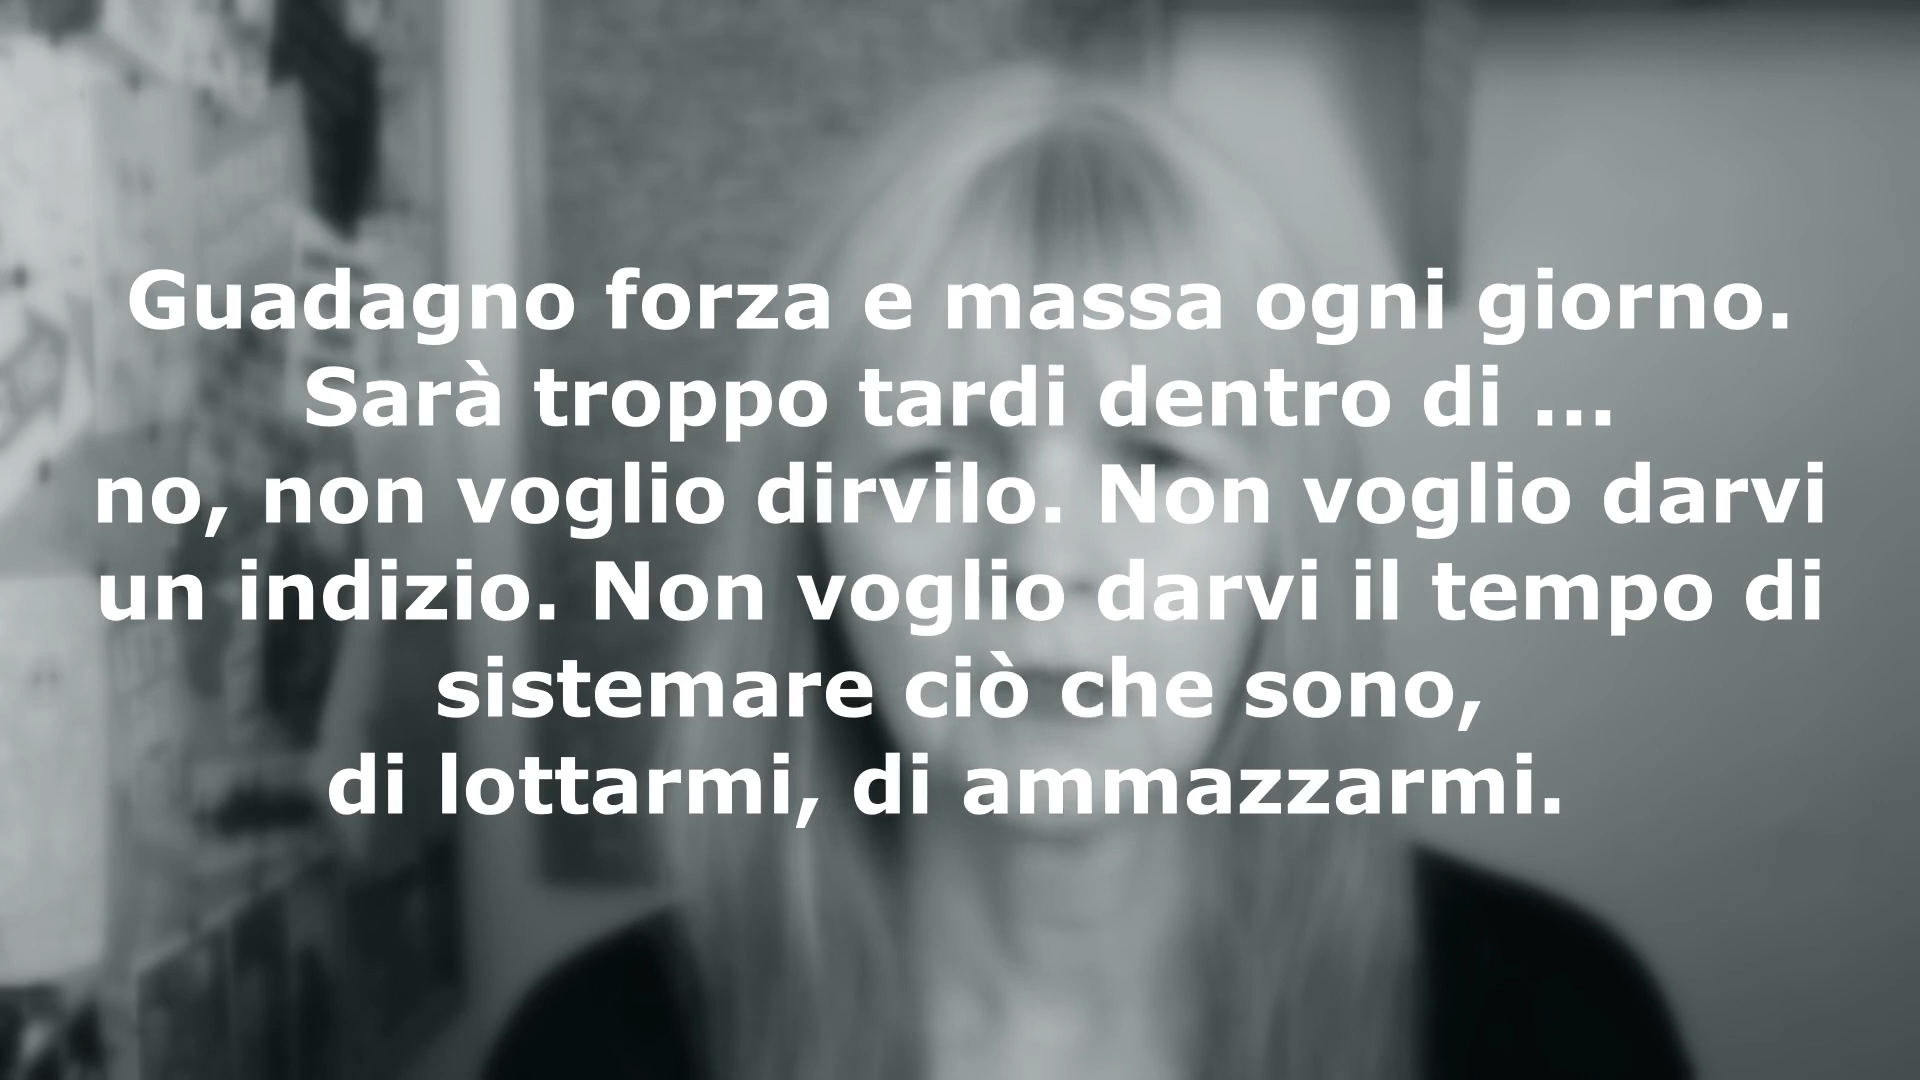 Guadagno forza e massa ogni giorno.
Sarà troppo tardi dentro di ...
no, non voglio dirvilo. Non voglio darvi
un indizio. Non voglio darvi il tempo di
sistemare ciò che sono,
di lottarmi, di ammazzarmi.